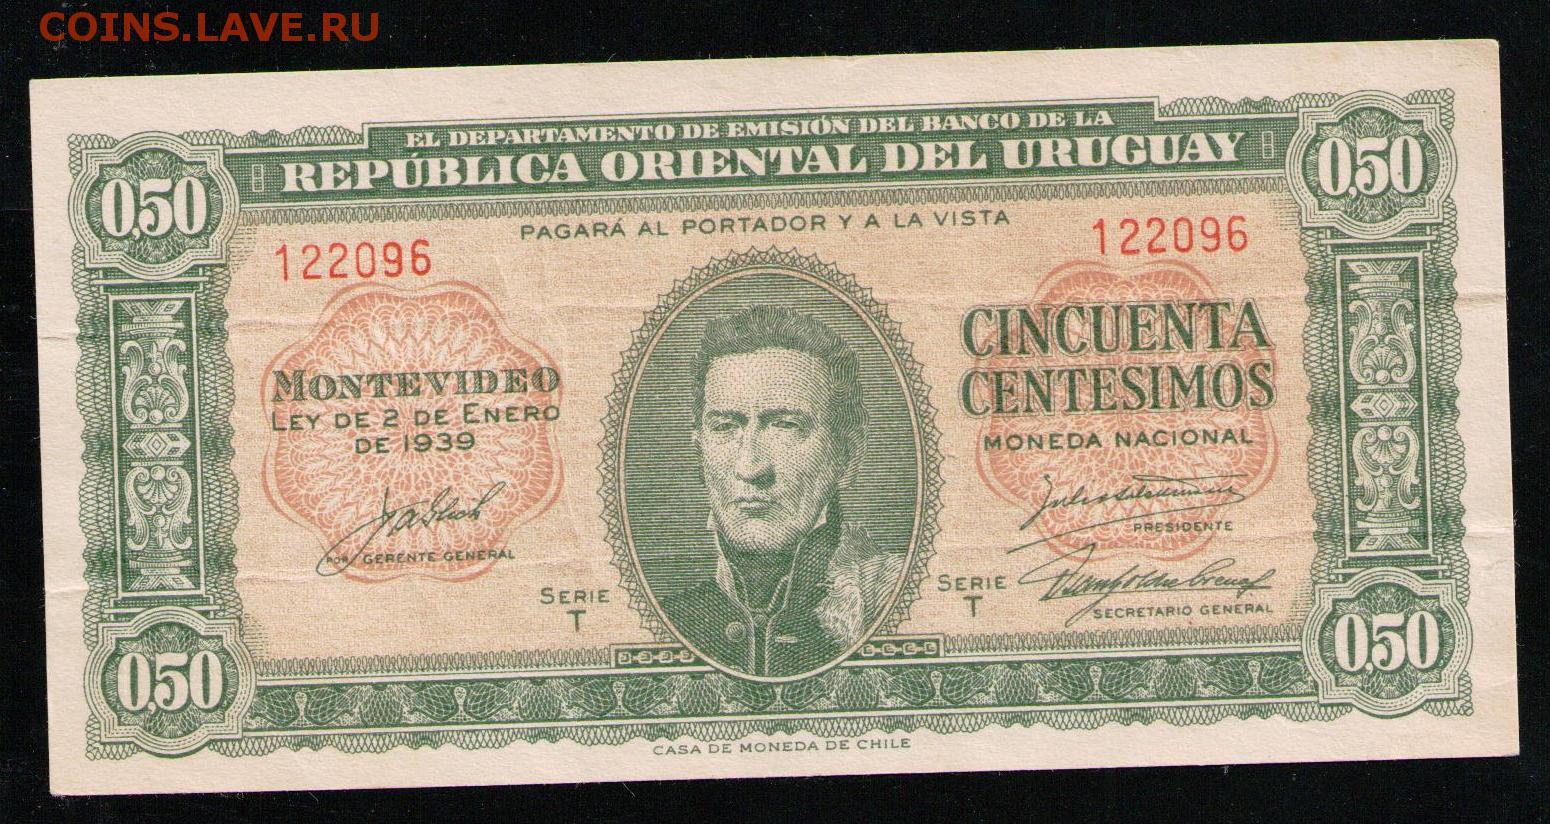 COINS.LAVE.RU
EL DEPARTAMENTO DE EMISIÓN DEL BANCO DE LA
REPÚBLICA ORIENTAL DEL URUGUAY
0,50
0,50
PAGARÁ AL PORTADOR Y A LA VISTA
122096
122096
MONTEVIDEO
LEY DE 2 DE ENERO
DE 1939
CINCUENTA
CENTESIMOS
MONEDA NACIONAL
PRESIDENTE
POR GERENTE GENERAL
SERIE
T
SERIE
T
SECRETARIO GENERAL
0,50
0,50
CASA DE MONEDA DE CHILE